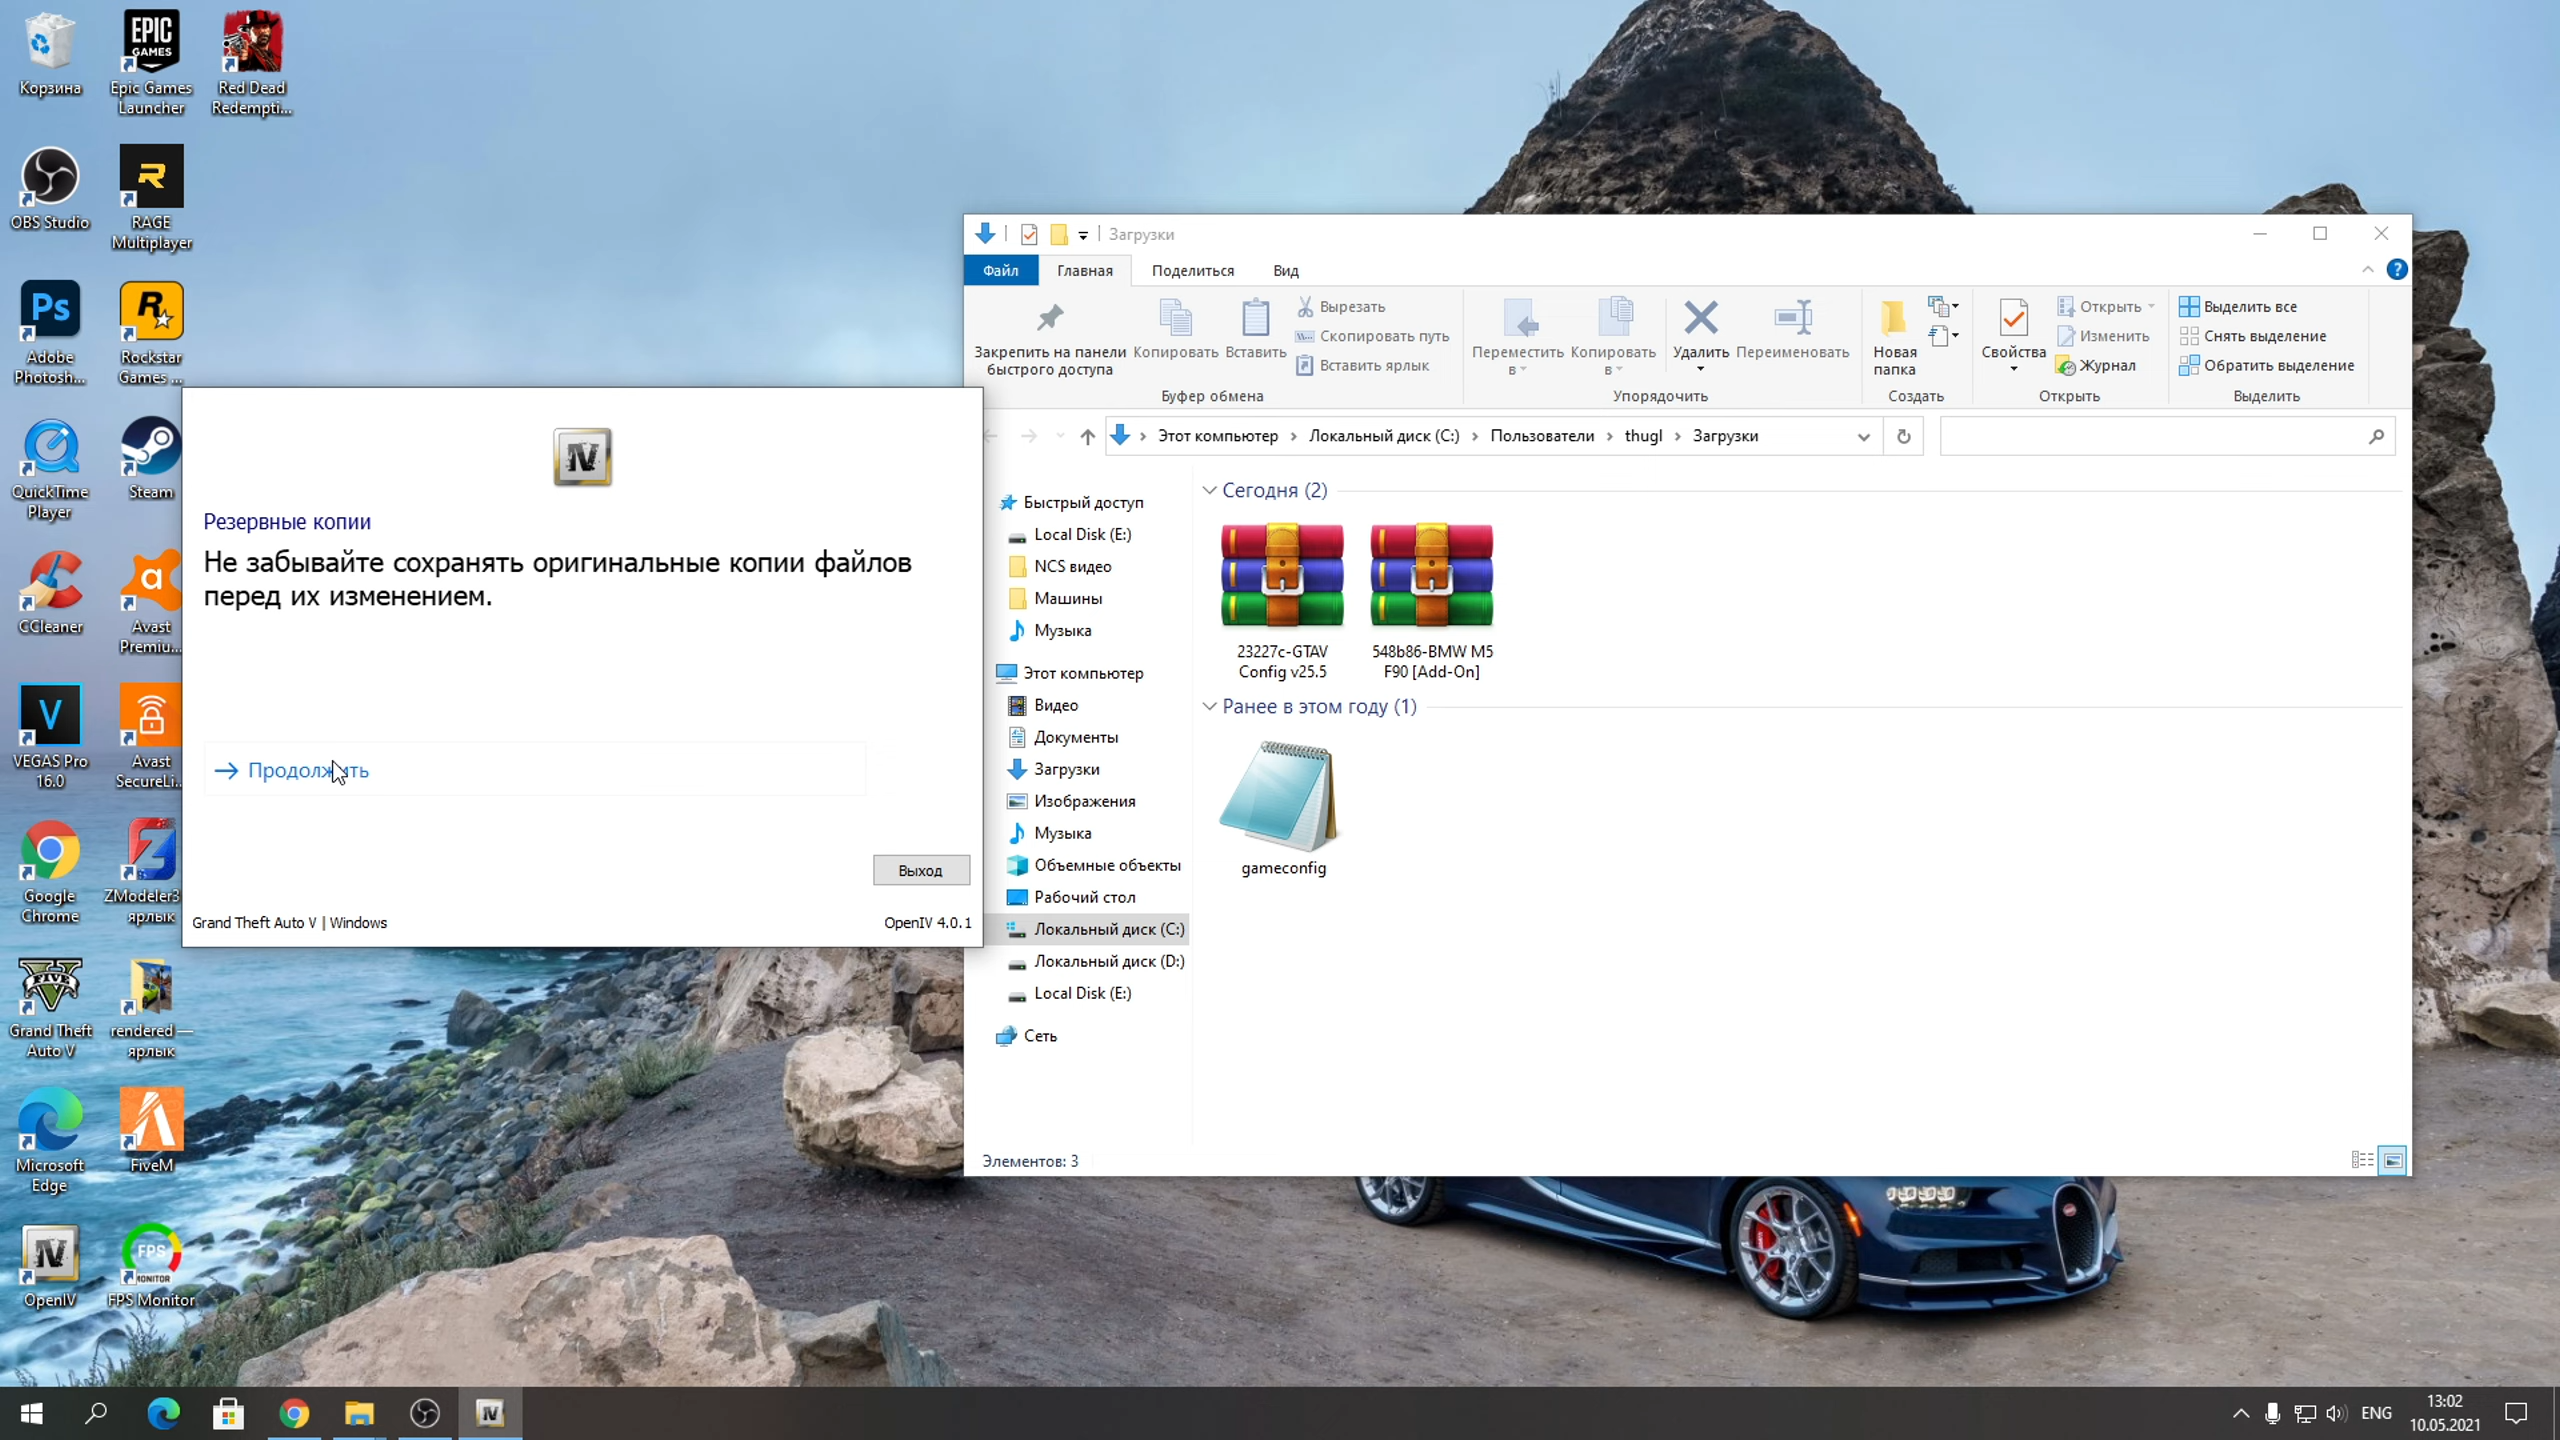 Корзина
Epic Games
Launcher
Red Dead
Redempti...
EPIC
GAMES
OBS Studio
RAGE
Multiplayer
Ps
Adobe
Photosh...
Rockstar
Games ...
QuickTime
Player
Steam
CCleaner
Avast
Premiu...
VEGAS Pro
16.0
Avast
SecureLi...
Google
Chrome
ZModeler3
ярлык
Grand Theft
Auto V
FIVE
rendered —
ярлык
Microsoft
Edge
FiveM
OpenIV
FPS Monitor
FPS
MONITOR
IV
Резервные копии
Не забывайте сохранять оригинальные копии файлов
перед их изменением.
Продолжить
Выход
Grand Theft Auto V | Windows
OpenIV 4.0.1
Загрузки
Файл
Главная
Поделиться
Вид
Закрепить на панели
быстрого доступа
Копировать
Вставить
Вырезать
Скопировать путь
Вставить ярлык
Буфер обмена
Переместить
в
Копировать
в
Удалить
Переименовать
Упорядочить
Новая
папка
Создать
Свойства
Открыть
Изменить
Журнал
Открыть
Выделить все
Снять выделение
Обратить выделение
Выделить
Этот компьютер › Локальный диск (C:) › Пользователи › thugl › Загрузки
Быстрый доступ
Local Disk (E:)
NCS видео
Машины
Музыка
Этот компьютер
Видео
Документы
Загрузки
Изображения
Музыка
Объемные объекты
Рабочий стол
Локальный диск (C:)
Локальный диск (D:)
Local Disk (E:)
Сеть
Сегодня (2)
23227c-GTAV
Config v25.5
548b86-BMW M5
F90 [Add-On]
Ранее в этом году (1)
gameconfig
Элементов: 3
ENG
13:02
10.05.2021